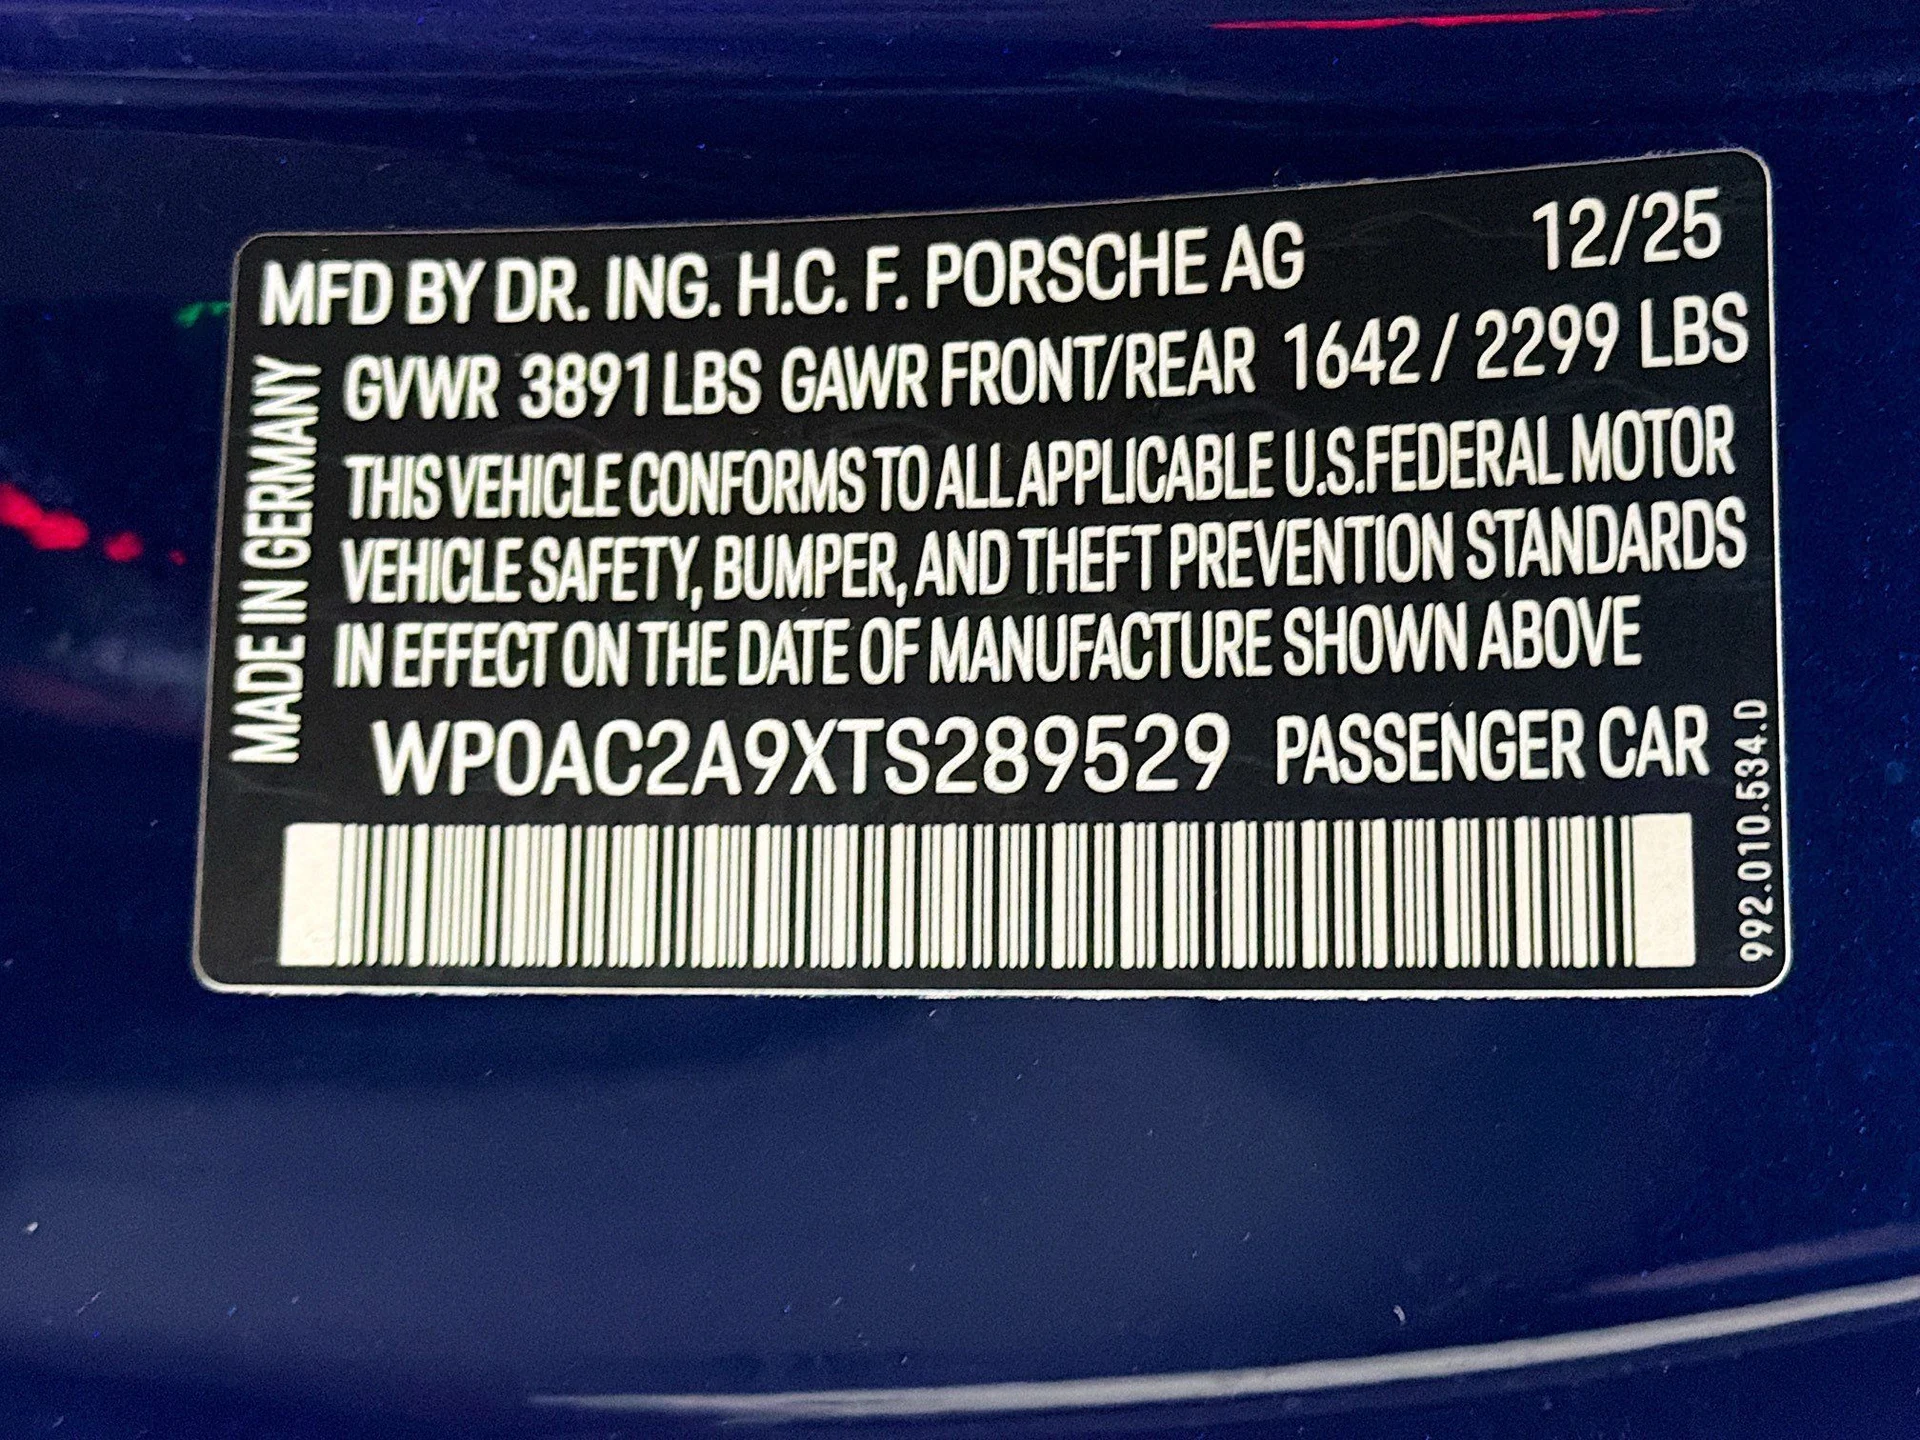 MFD BY DR. ING. H.C. F. PORSCHE AG 12/25
GVWR 3891 LBS GAWR FRONT/REAR 1642 / 2299 LBS
THIS VEHICLE CONFORMS TO ALL APPLICABLE U.S.FEDERAL MOTOR
VEHICLE SAFETY, BUMPER, AND THEFT PREVENTION STANDARDS
IN EFFECT ON THE DATE OF MANUFACTURE SHOWN ABOVE
WP0AC2A9XTS289529 PASSENGER CAR
MADE IN GERMANY
992.010.534.D